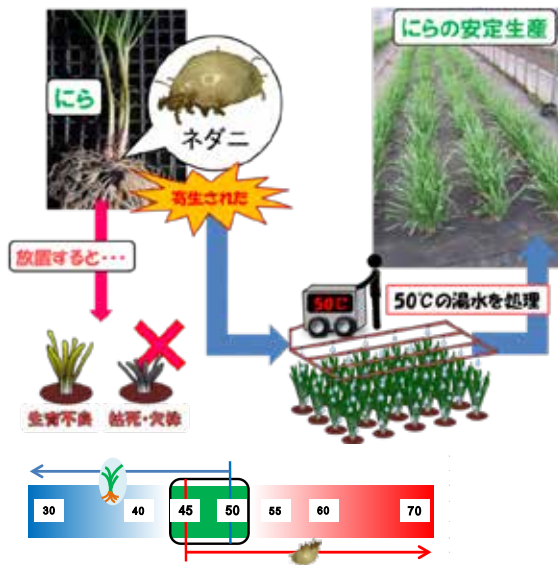 にらの安定生産
にら
ネダニ
寄生された
放置すると・・・
50℃
50℃の湯水を処理
生育不良
枯死・欠株
30
40
45
50
55
60
70